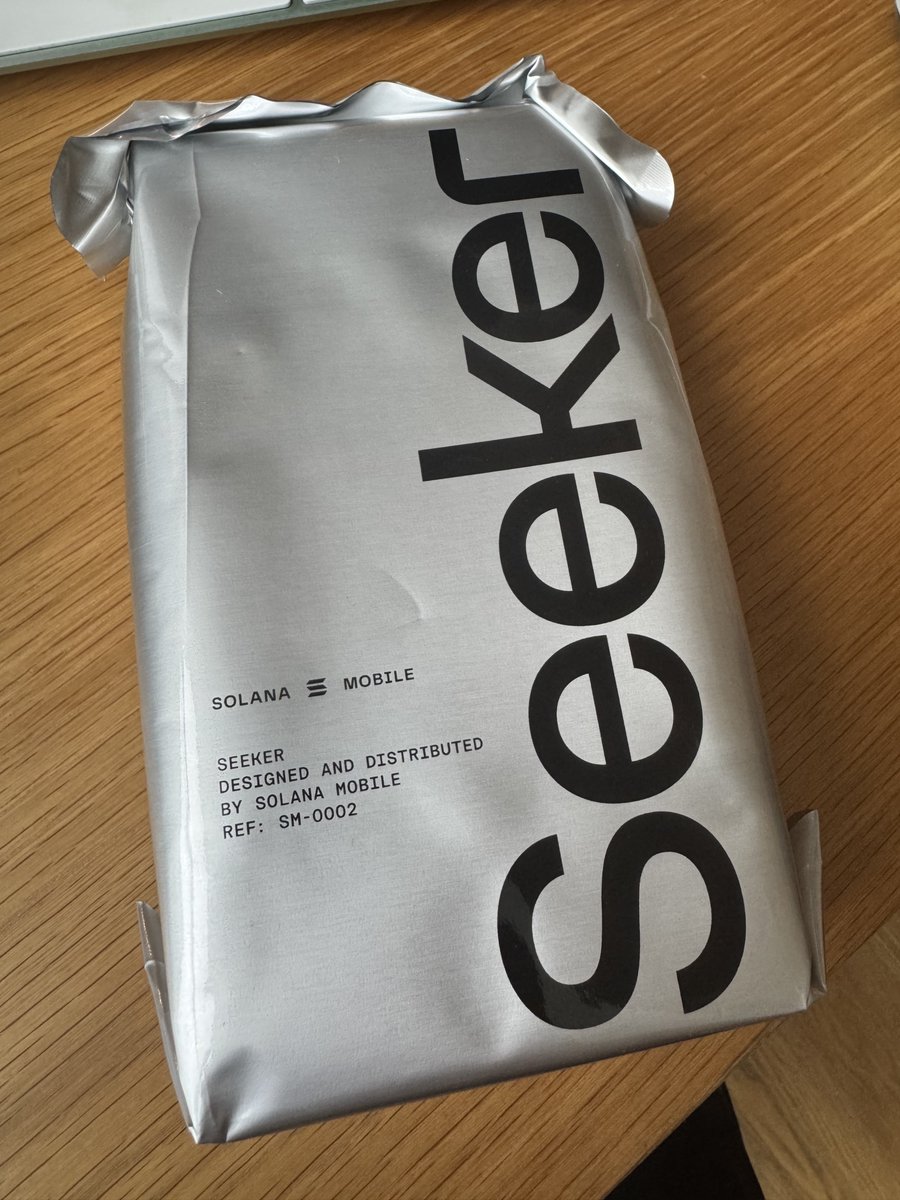 Seeker
SOLANA MOBILE
SEEKER
DESIGNED AND DISTRIBUTED
BY SOLANA MOBILE
REF: SM-0002